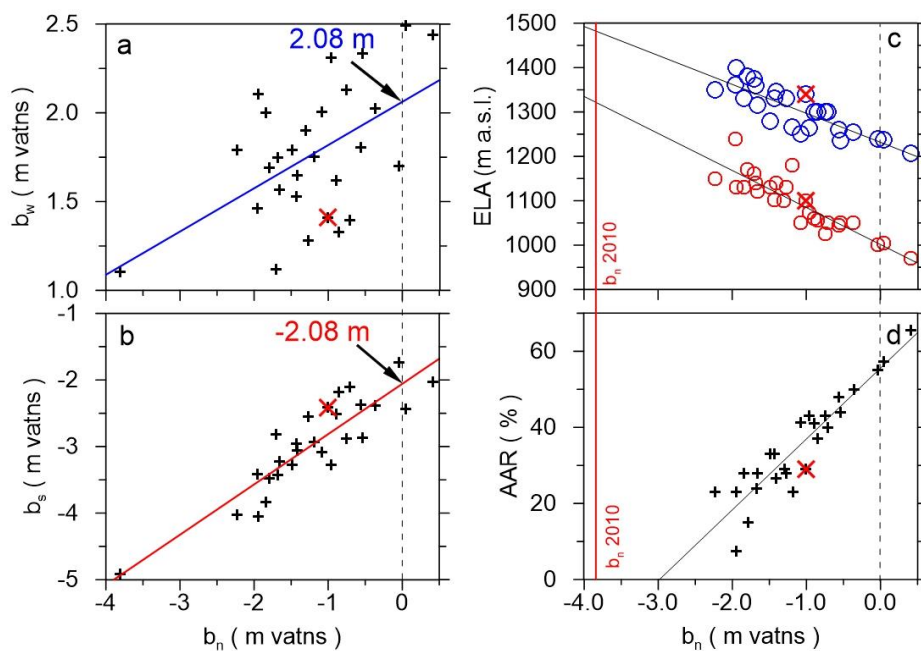 a
2.08 m
2.5
2.0
1.5
1.0
b_w ( m vatns )
b
-2.08 m
-1
-2
-3
-4
-5
b_s ( m vatns )
-4 -3 -2 -1 0
b_n ( m vatns )
c
1500
1400
1300
1200
1100
1000
900
ELA (m a.s.l.)
b_n 2010
d
60
40
20
0
AAR ( % )
b_n 2010
-4.0 -3.0 -2.0 -1.0 0.0
b_n ( m vatns )